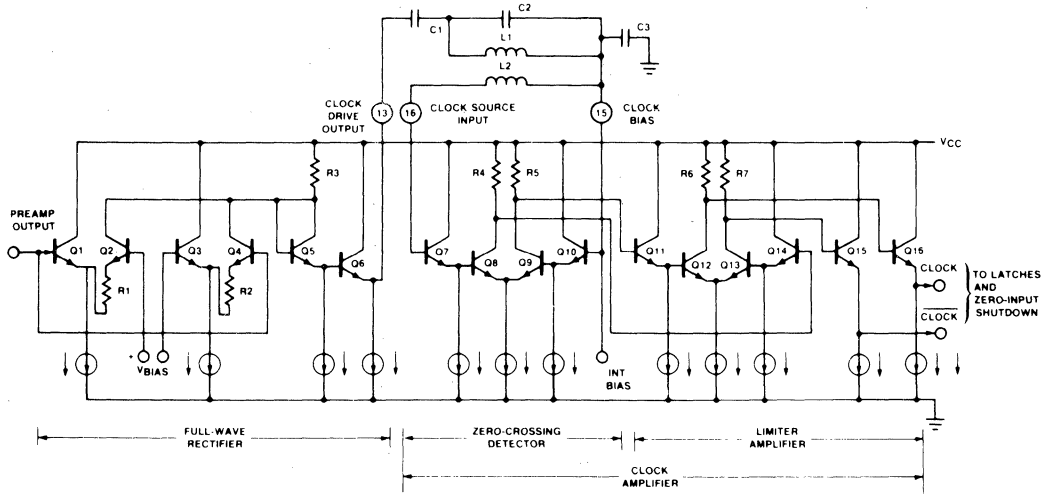 C2
C1
C3
L1
L2
CLOCK
DRIVE
OUTPUT
13
16
CLOCK SOURCE
INPUT
15
CLOCK
BIAS
VCC
R3
R4
R5
R6
R7
PREAMP
OUTPUT
Q1
Q2
Q3
Q4
Q5
Q6
Q7
Q8
Q9
Q10
Q11
Q12
Q13
Q14
Q15
Q16
R1
R2
CLOCK
CLOCK
TO LATCHES
AND
ZERO-INPUT
SHUTDOWN
+
VBIAS
INT
BIAS
FULL-WAVE
RECTIFIER
ZERO-CROSSING
DETECTOR
LIMITER
AMPLIFIER
CLOCK
AMPLIFIER